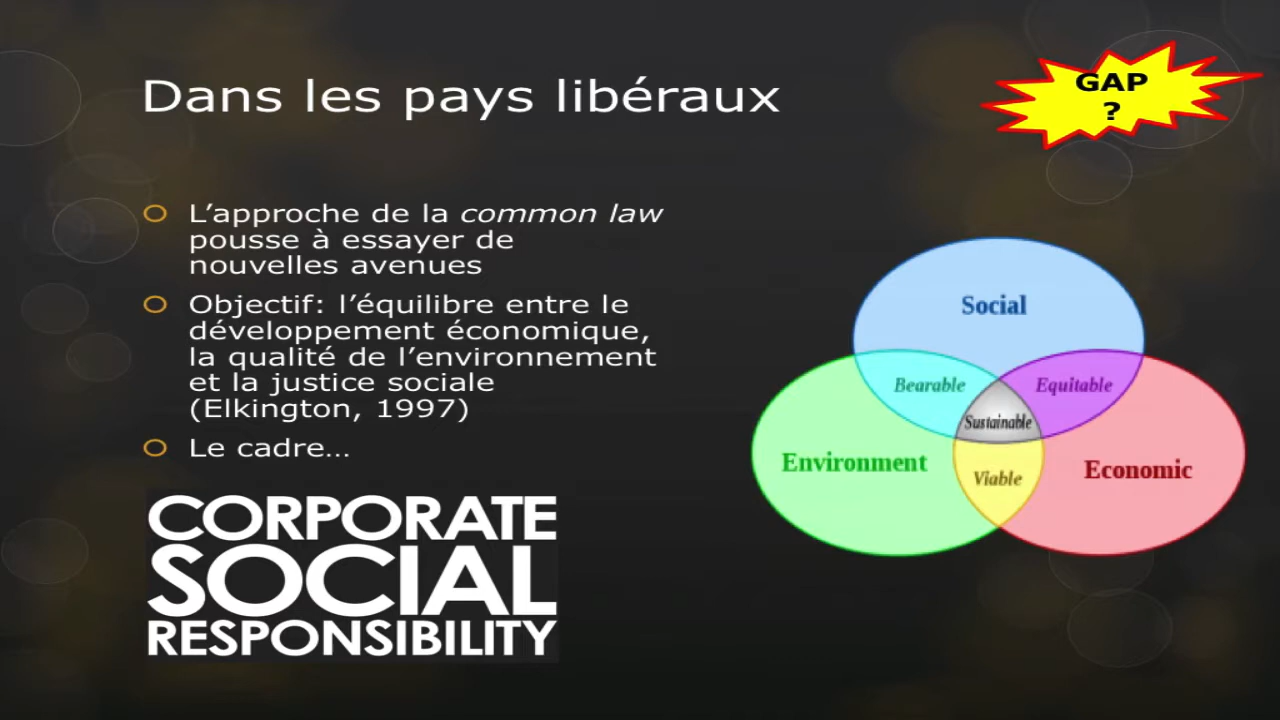 Dans les pays libéraux
GAP
?
L’approche de la common law
pousse à essayer de
nouvelles avenues
Objectif: l’équilibre entre le
développement économique,
la qualité de l’environnement
et la justice sociale
(Elkington, 1997)
Le cadre…
CORPORATE
SOCIAL
RESPONSIBILITY
Social
Bearable
Equitable
Sustainable
Environment
Economic
Viable